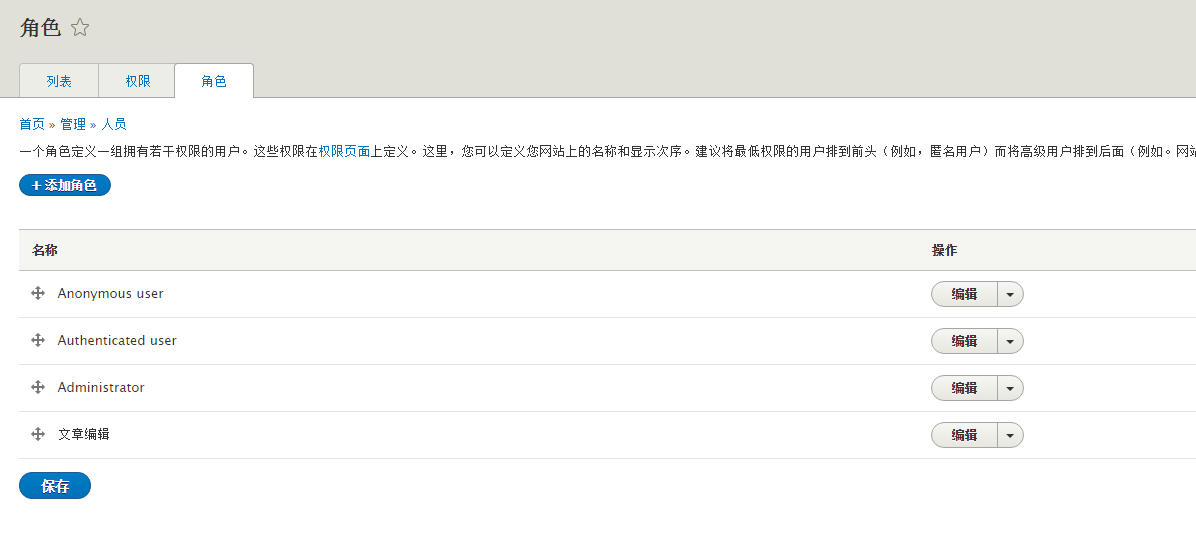 角色
列表 权限 角色
首页 » 管理 » 人员
一个角色定义一组拥有若干权限的用户。这些权限在权限页面上定义。这里，您可以定义您网站上的名称和显示次序。建议将最低权限的用户排到前头（例如，匿名用户）而将高级用户排到后面（例如。网站
+ 添加角色
名称 操作
Anonymous user 编辑
Authenticated user 编辑
Administrator 编辑
文章编辑 编辑
保存